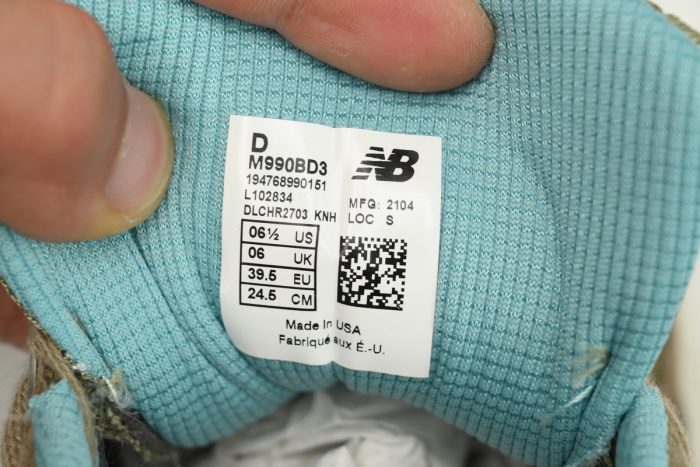 D
M990BD3
194768990151
L102834
DLCHR2703 KNH
06½ US
06 UK
39.5 EU
24.5 CM
NB
MFG: 2104
LOC S
Made In USA
Fabriqué aux É.-U.